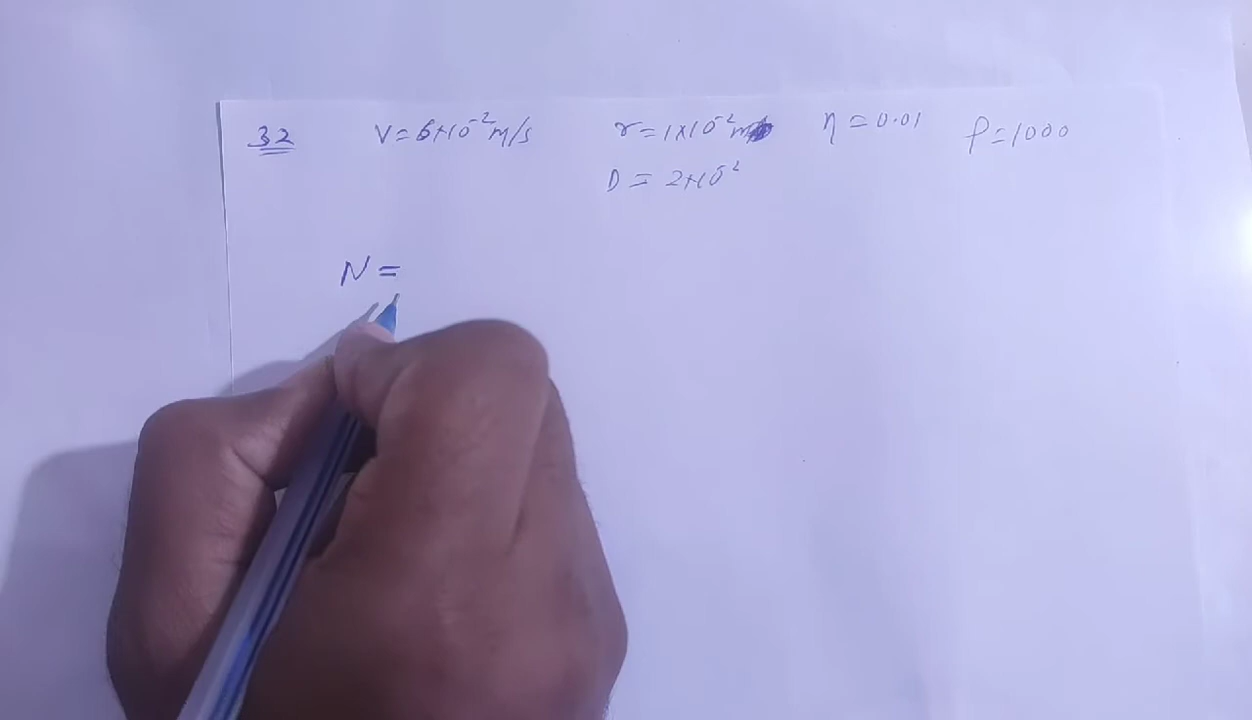 32 V = 6×10⁻² m/s r = 1×10⁻² m η = 0.01 ρ = 1000
D = 2×10⁻²
N =